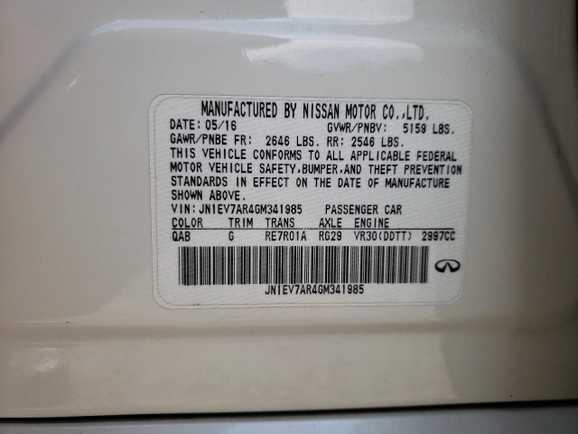 MANUFACTURED BY NISSAN MOTOR CO.,LTD.
DATE: 05/16 GVWR/PNBV: 5159 LBS.
GAWR/PNBE FR: 2646 LBS. RR: 2546 LBS.
THIS VEHICLE CONFORMS TO ALL APPLICABLE FEDERAL
MOTOR VEHICLE SAFETY,BUMPER,AND THEFT PREVENTION
STANDARDS IN EFFECT ON THE DATE OF MANUFACTURE
SHOWN ABOVE.
VIN: JN1EV7AR4GM341985 PASSENGER CAR
COLOR TRIM TRANS AXLE ENGINE
QAB G RE7R01A RG29 VR30(DDTT) 2997CC
JN1EV7AR4GM341985